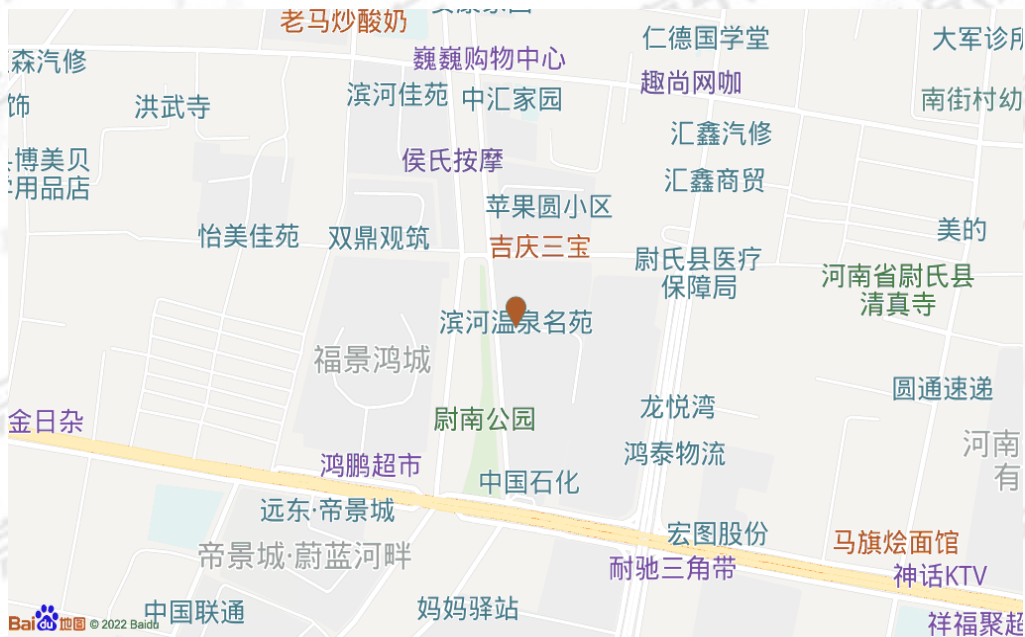 老马炒酸奶
仁德国学堂
大军诊所
巍巍购物中心
森汽修
趣尚网咖
滨河佳苑
中汇家园
饰
洪武寺
南街村幼
汇鑫汽修
博美贝
用品店
侯氏按摩
汇鑫商贸
苹果圆小区
怡美佳苑
双鼎观筑
吉庆三宝
美的
尉氏县医疗
保障局
河南省尉氏县
清真寺
滨河温泉名苑
福景鸿城
圆通速递
金日杂
尉南公园
龙悦湾
鸿泰物流
河南
有
鸿鹏超市
中国石化
远东·帝景城
宏图股份
马旗烩面馆
帝景城·蔚蓝河畔
耐驰三角带
神话KTV
中国联通
妈妈驿站
祥福聚超
Bai du 地图 © 2022 Baidu